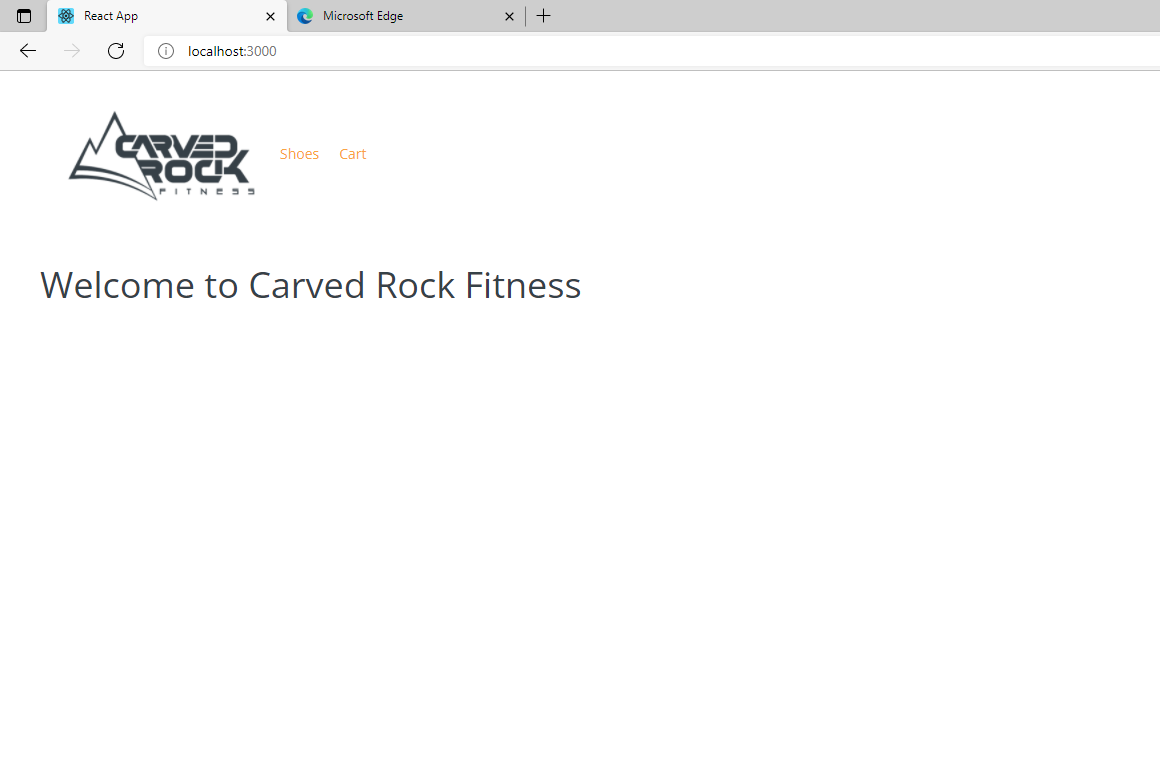 React App
Microsoft Edge
localhost:3000
CARVED
ROCK
FITNESS
Shoes
Cart
Welcome to Carved Rock Fitness